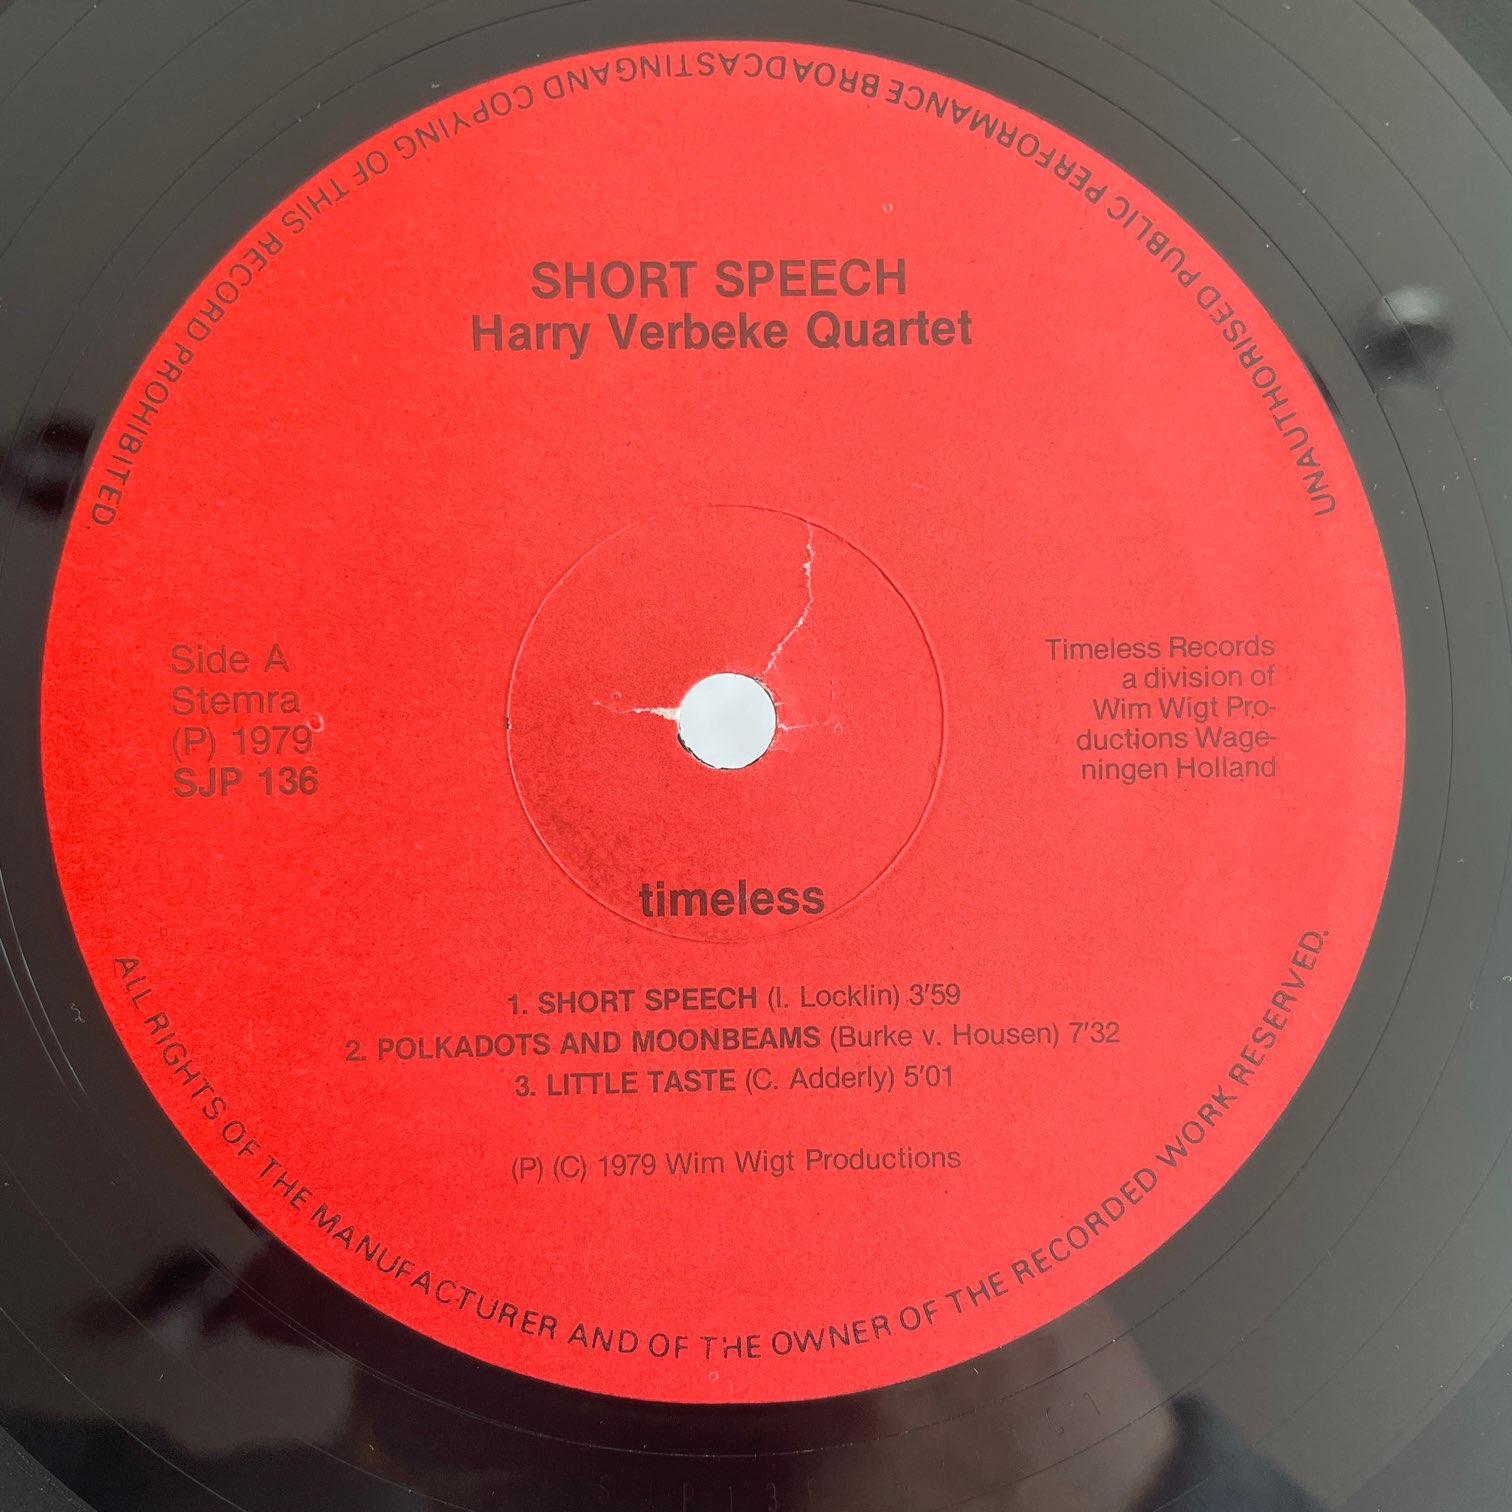 UNAUTHORISED PUBLIC PERFORMANCE BROADCASTING AND COPYING OF THIS RECORD PROHIBITED
SHORT SPEECH
Harry Verbeke Quartet
Side A
Stemra
(P) 1979
SJP 136
Timeless Records
a division of
Wim Wigt Pro-
ductions Wage-
ningen Holland
timeless
1. SHORT SPEECH (I. Locklin) 3'59
2. POLKADOTS AND MOONBEAMS (Burke v. Housen) 7'32
3. LITTLE TASTE (C. Adderly) 5'01
(P) (C) 1979 Wim Wigt Productions
ALL RIGHTS OF THE MANUFACTURER AND OF THE OWNER OF THE RECORDED WORK RESERVED.